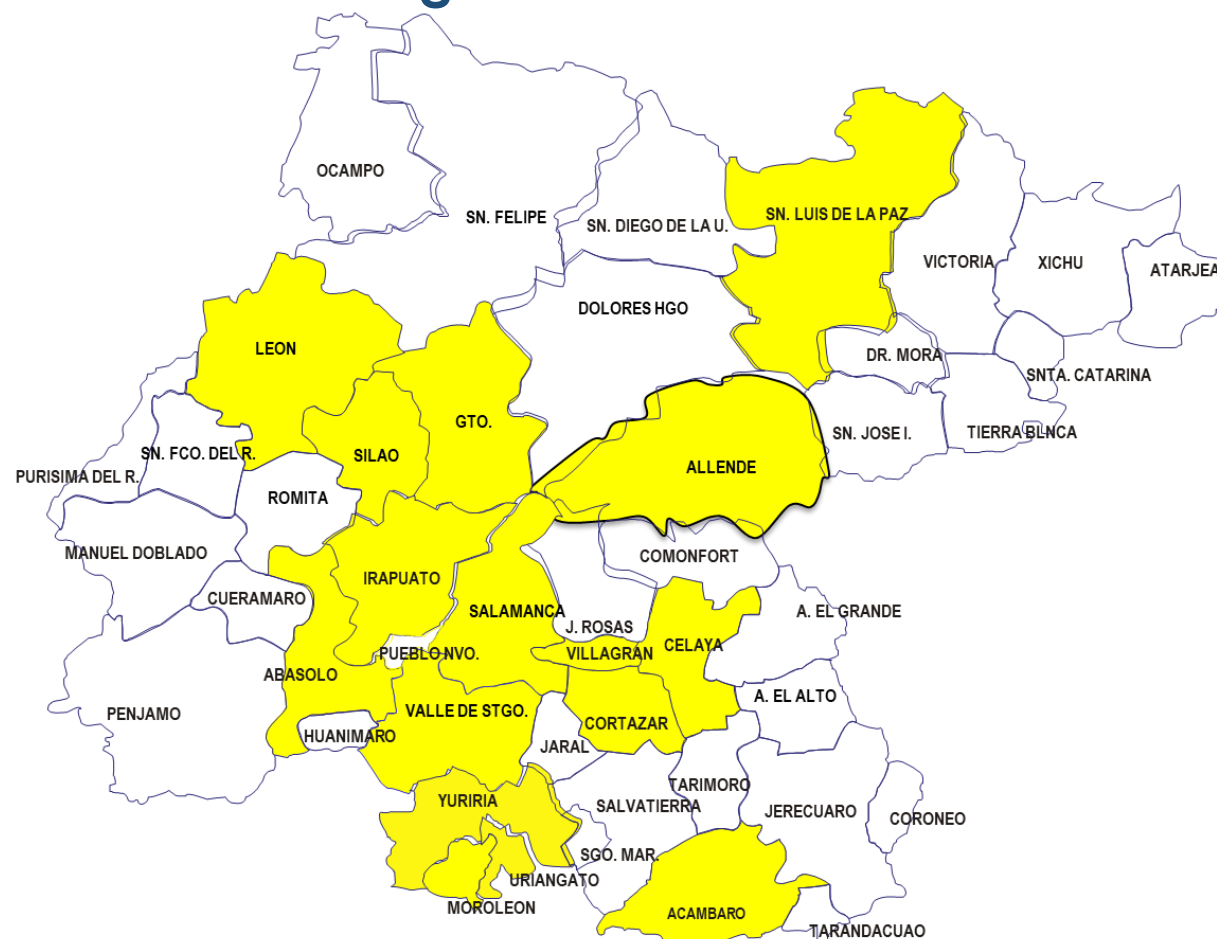 OCAMPO
SN. FELIPE
SN. DIEGO DE LA U.
SN. LUIS DE LA PAZ
VICTORIA
XICHU
ATARJEA
DOLORES HGO
LEON
DR. MORA
SNTA. CATARINA
GTO.
SN. JOSE I.
TIERRA BLNCA
SN. FCO. DEL R.
SILAO
ALLENDE
PURISIMA DEL R.
ROMITA
MANUEL DOBLADO
COMONFORT
IRAPUATO
CUERAMARO
SALAMANCA
A. EL GRANDE
J. ROSAS
PUEBLO NVO.
VILLAGRAN
CELAYA
ABASOLO
A. EL ALTO
PENJAMO
VALLE DE STGO.
CORTAZAR
HUANIMARO
JARAL
TARIMORO
YURIRIA
SALVATIERRA
JERECUARO
CORONEO
SGO. MAR.
URIANGATO
MOROLEON
ACAMBARO
TARANDACUAO